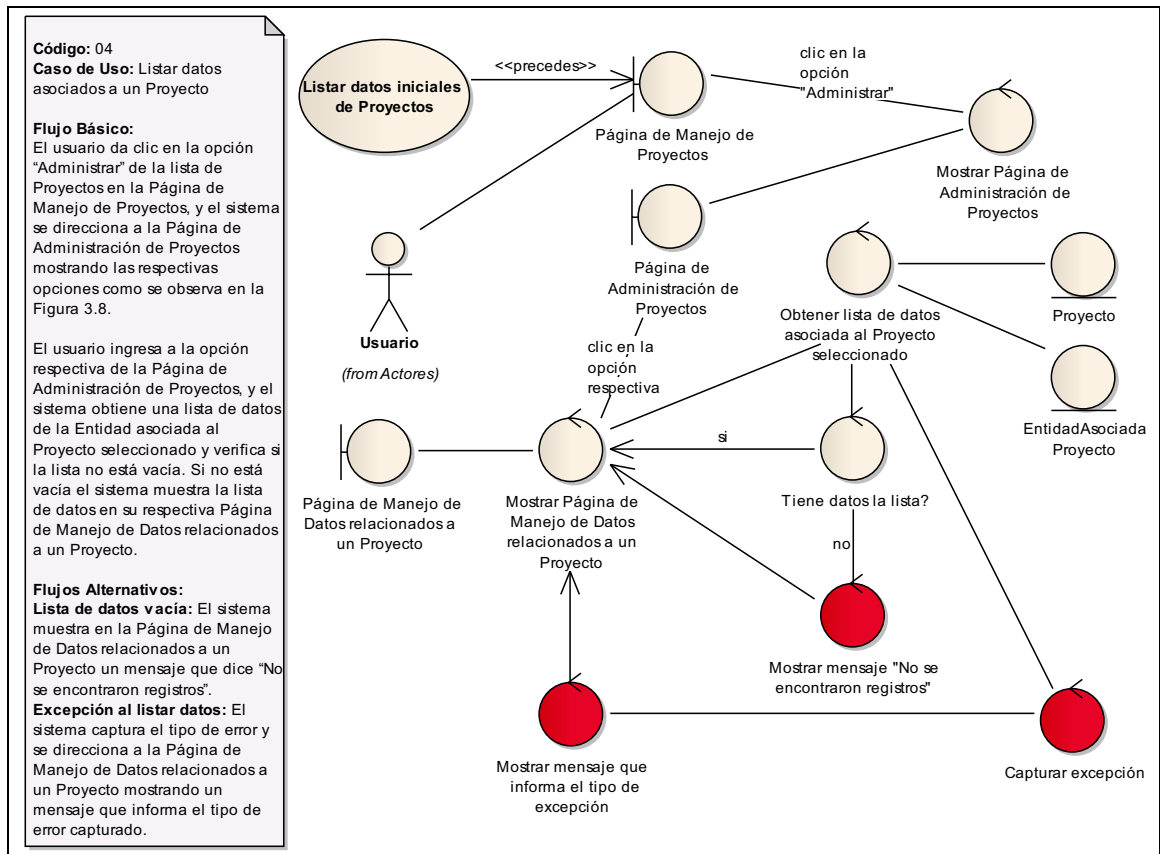 Código: 04
Caso de Uso: Listar datos
asociados a un Proyecto
Flujo Básico:
El usuario da clic en la opción
“Administrar” de la lista de
Proyectos en la Página de
Manejo de Proyectos, y el sistema
se direcciona a la Página de
Administración de Proyectos
mostrando las respectivas
opciones como se observa en la
Figura 3.8.
El usuario ingresa a la opción
respectiva de la Página de
Administración de Proyectos, y el
sistema obtiene una lista de datos
de la Entidad asociada al
Proyecto seleccionado y verifica si
la lista no está vacía. Si no está
vacía el sistema muestra la lista
de datos en su respectiva Página
de Manejo de Datos relacionados
a un Proyecto.
Flujos Alternativos:
Lista de datos vacía: El sistema
muestra en la Página de Manejo
de Datos relacionados a un
Proyecto un mensaje que dice “No
se encontraron registros”.
Excepción al listar datos: El
sistema captura el tipo de error y
se direcciona a la Página de
Manejo de Datos relacionados a
un Proyecto mostrando un
mensaje que informa el tipo de
error capturado.
Listar datos iniciales
de Proyectos
<<precedes>>
Página de Manejo de
Proyectos
clic en la
opción
"Administrar"
Mostrar Página de
Administración de
Proyectos
Usuario
(from Actores)
Página de
Administración de
Proyectos
clic en la
opción
respectiva
Obtener lista de datos
asociada al Proyecto
seleccionado
Proyecto
EntidadAsociada
Proyecto
Página de Manejo de
Datos relacionados a
un Proyecto
Mostrar Página de
Manejo de Datos
relacionados a un
Proyecto
si
Tiene datos la lista?
no
Mostrar mensaje "No se
encontraron registros"
Mostrar mensaje que
informa el tipo de
excepción
Capturar excepción